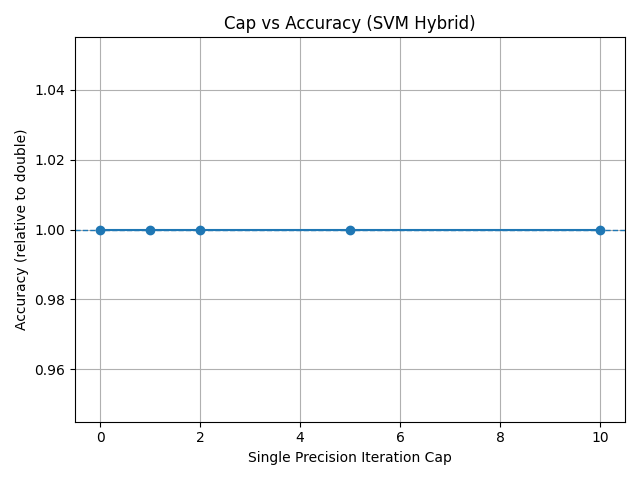 Cap vs Accuracy (SVM Hybrid)
Accuracy (relative to double)
1.04
1.02
1.00
0.98
0.96
0 2 4 6 8 10
Single Precision Iteration Cap